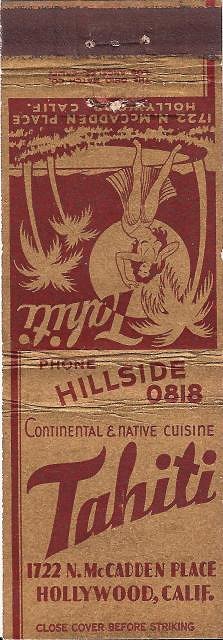 1722 N. McCADDEN PLACE
HOLLYWOOD, CALIF.
Tahiti
PHONE
HILLSIDE
0818
CONTINENTAL & NATIVE CUISINE
Tahiti
1722 N. McCADDEN PLACE
HOLLYWOOD, CALIF.
CLOSE COVER BEFORE STRIKING